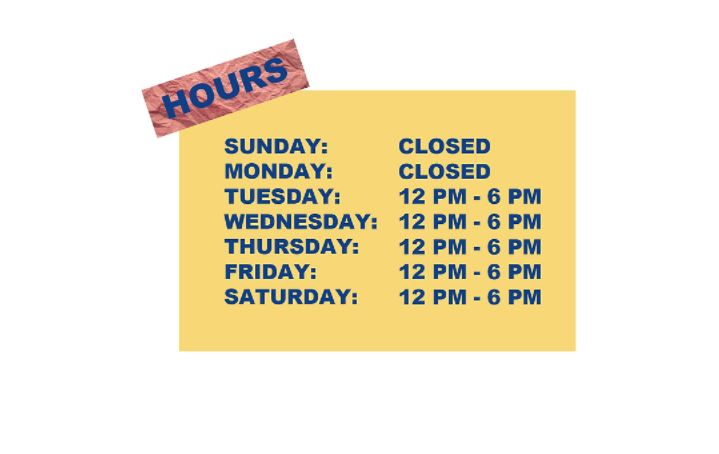 HOURS
SUNDAY: CLOSED
MONDAY: CLOSED
TUESDAY: 12 PM - 6 PM
WEDNESDAY: 12 PM - 6 PM
THURSDAY: 12 PM - 6 PM
FRIDAY: 12 PM - 6 PM
SATURDAY: 12 PM - 6 PM